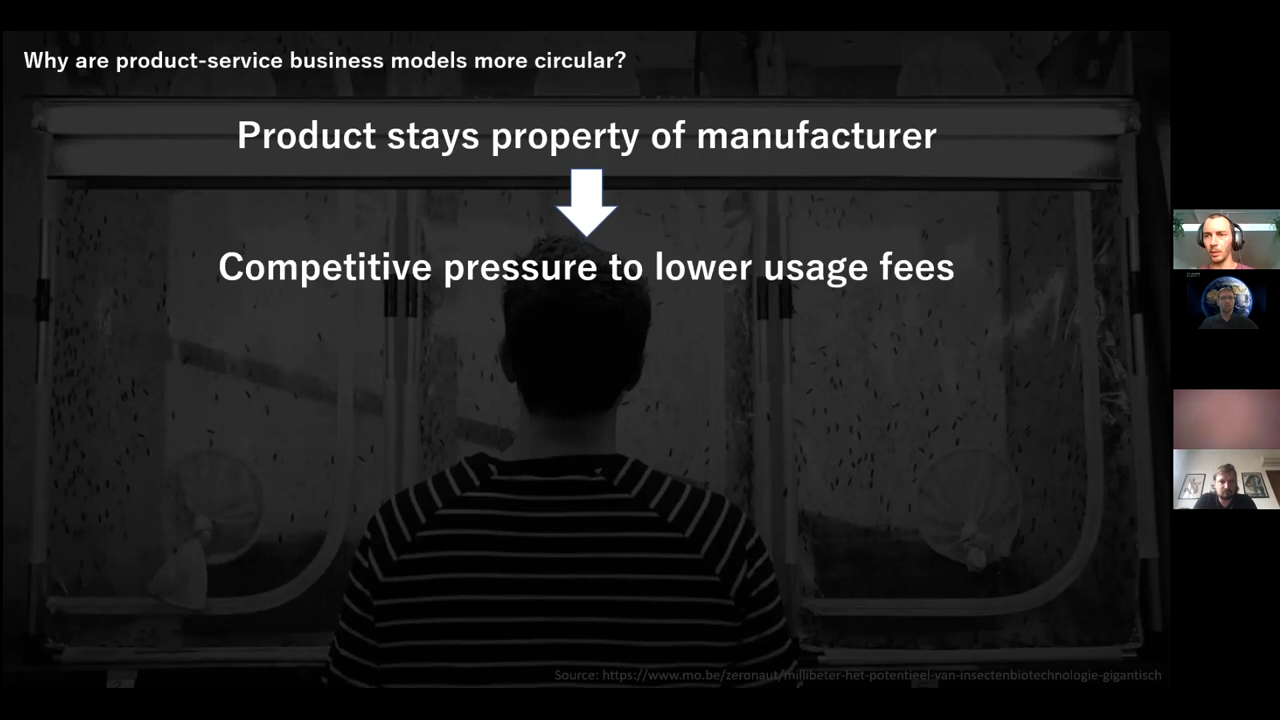 Why are product-service business models more circular?
Product stays property of manufacturer
Competitive pressure to lower usage fees
Source: https://www.mo.be/zeronaut/millibeter-het-potentieel-van-insectenbiotechnologie-gigantisch